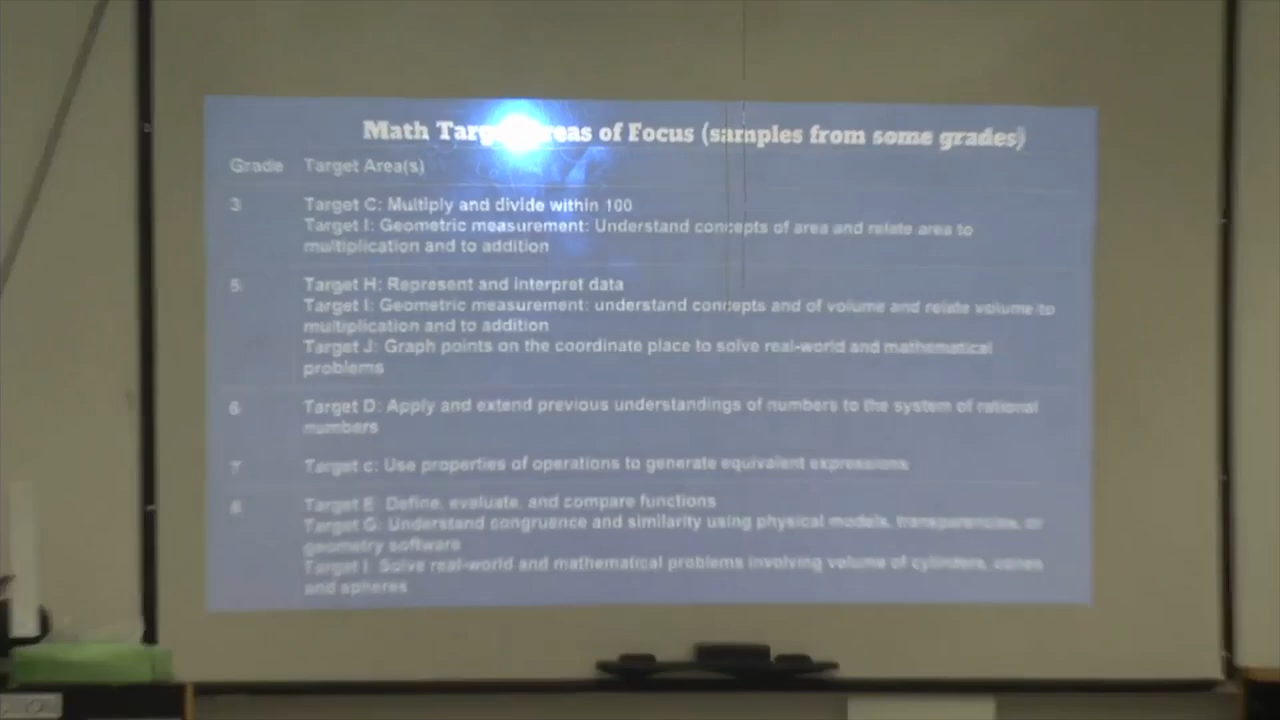 Math Target Areas of Focus (samples from some grades)
Grade Target Area(s)
3 Target C: Multiply and divide within 100
Target I: Geometric measurement: Understand concepts of area and relate area to
multiplication and to addition
5 Target H: Represent and interpret data
Target I: Geometric measurement: understand concepts and of volume and relate volume to
multiplication and to addition
Target J: Graph points on the coordinate place to solve real-world and mathematical
problems
6 Target D: Apply and extend previous understandings of numbers to the system of rational
numbers
7 Target c: Use properties of operations to generate equivalent expressions
8 Target E: Define, evaluate, and compare functions
Target G: Understand congruence and similarity using physical models, transparencies, or
geometry software
Target I: Solve real-world and mathematical problems involving volume of cylinders, cones
and spheres